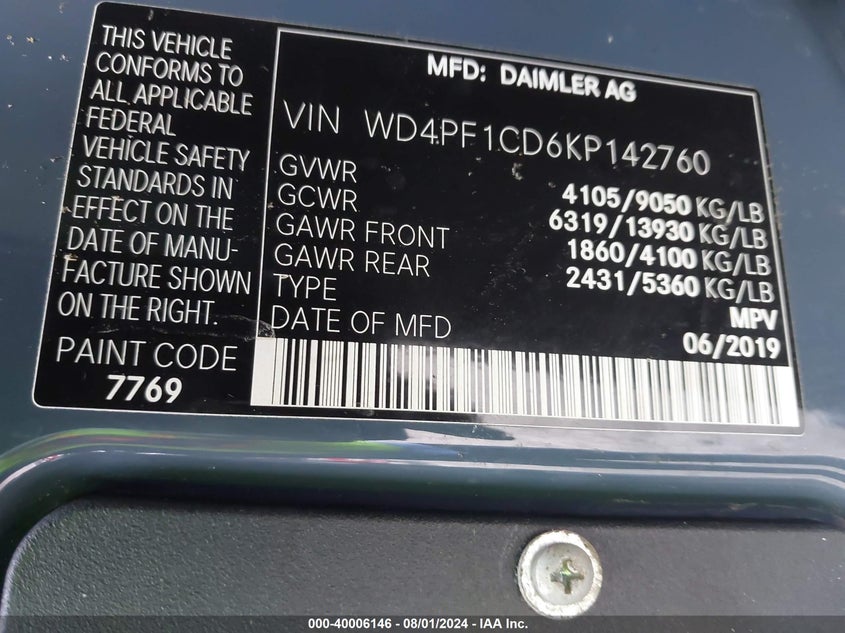 THIS VEHICLE
CONFORMS TO
ALL APPLICABLE
FEDERAL
VEHICLE SAFETY
STANDARDS IN
EFFECT ON THE
DATE OF MANU-
FACTURE SHOWN
ON THE RIGHT.
PAINT CODE
7769
MFD: DAIMLER AG
VIN WD4PF1CD6KP142760
GVWR 4105/9050 KG/LB
GCWR 6319/13930 KG/LB
GAWR FRONT 1860/4100 KG/LB
GAWR REAR 2431/5360 KG/LB
TYPE MPV
DATE OF MFD 06/2019
000-40006146 - 08/01/2024 - IAA Inc.